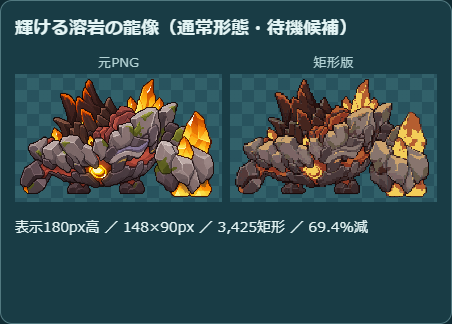 輝ける溶岩の龍像（通常形態・待機候補）
元PNG
矩形版
表示180px高 ／ 148×90px ／ 3,425矩形 ／ 69.4%減